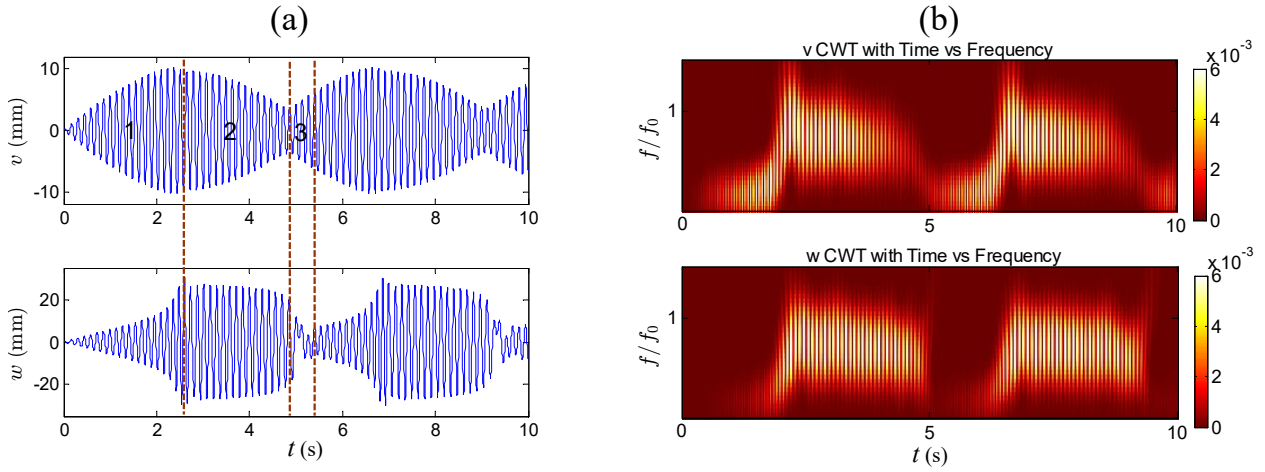 (a)
10
0
-10
v (mm)
1
2
3
0 2 4 6 8 10
20
0
-20
w (mm)
0 2 4 6 8 10
t (s)
(b)
v CWT with Time vs Frequency
f / f0
1
0 5 10
x 10-3
6
4
2
0
w CWT with Time vs Frequency
f / f0
1
0 5 10
t (s)
x 10-3
6
4
2
0